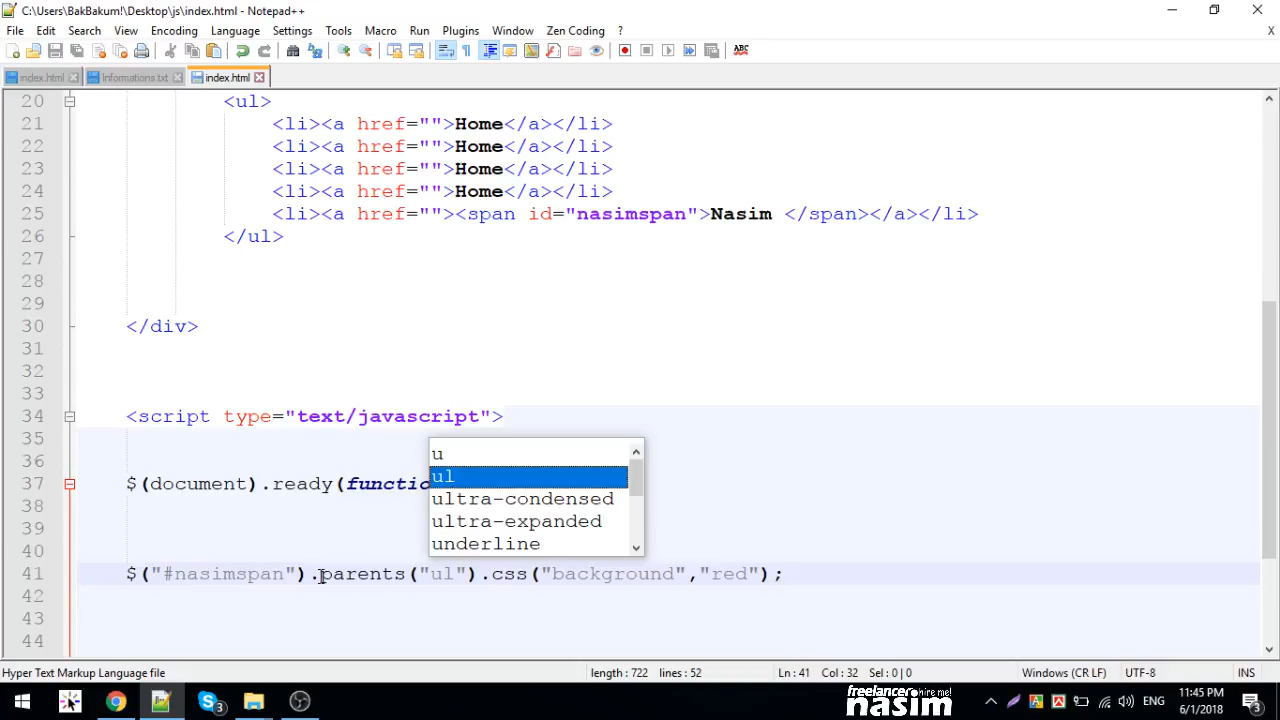 C:\Users\BakBakum!\Desktop\js\index.html - Notepad++
File Edit Search View Encoding Language Settings Tools Macro Run Plugins Window Zen Coding ? X
index.html Informations.txt index.html
20 <ul>
21 <li><a href="">Home</a></li>
22 <li><a href="">Home</a></li>
23 <li><a href="">Home</a></li>
24 <li><a href="">Home</a></li>
25 <li><a href=""><span id="nasimspan">Nasim </span></a></li>
26 </ul>
27
28
29
30 </div>
31
32
33
34 <script type="text/javascript">
35
36
37 $(document).ready(functio
u
ul
ultra-condensed
ultra-expanded
underline
38
39
40
41 $("#nasimspan").parents("ul").css("background","red");
42
43
44
Hyper Text Markup Language file length : 722 lines : 52 Ln : 41 Col : 32 Sel : 0 | 0 Windows (CR LF) UTF-8 INS
ABC
3
freelancer hire me!
nasim
ENG
11:45 PM
6/1/2018
3